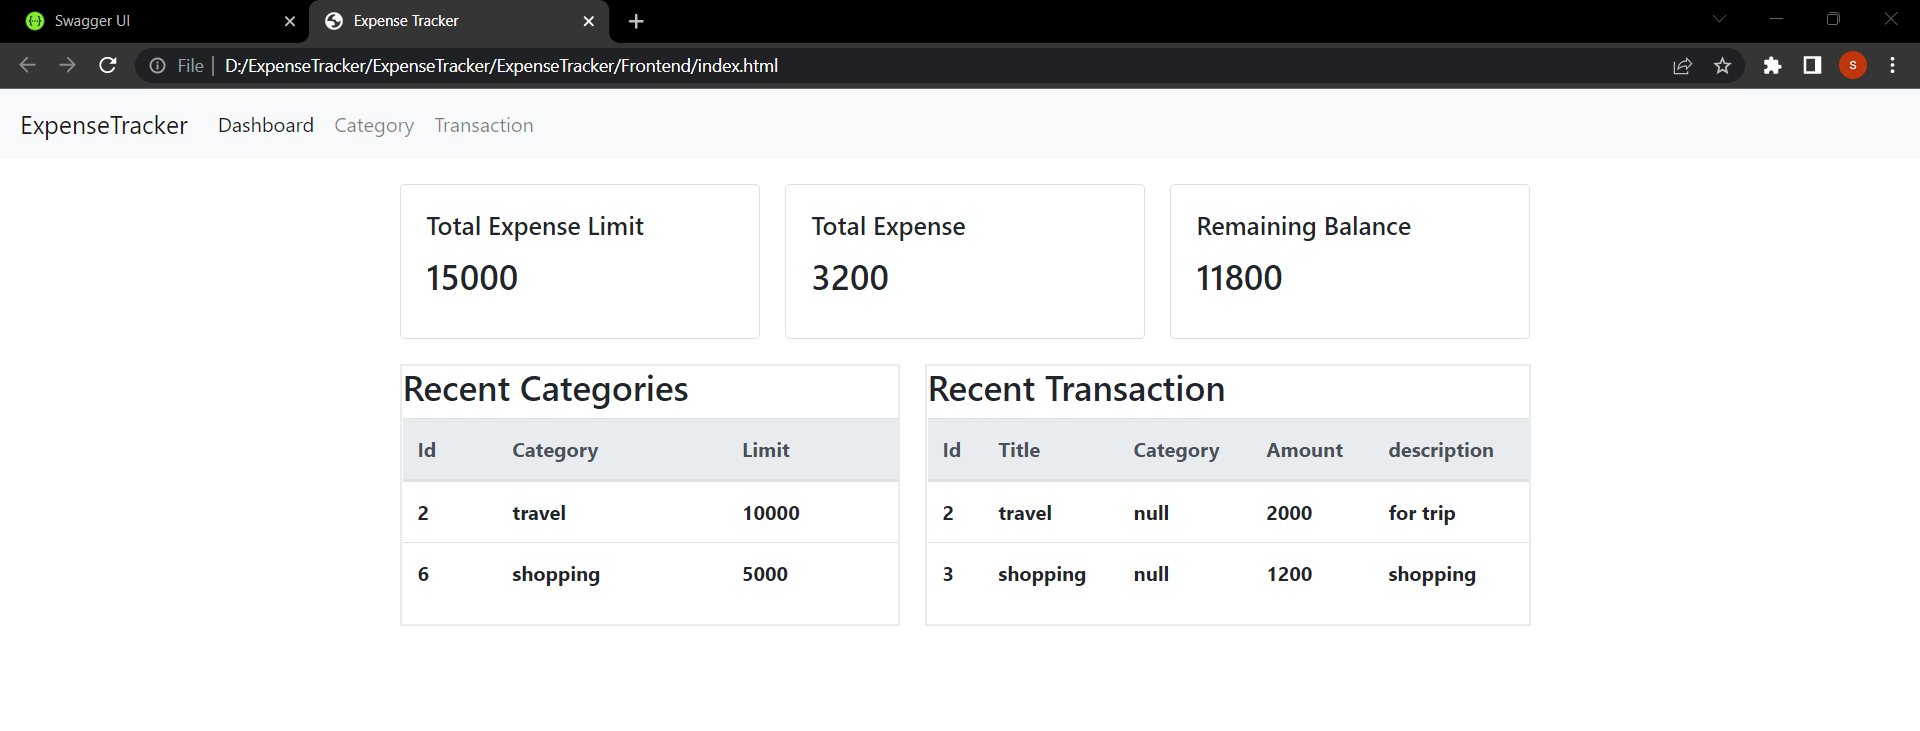 Swagger UI
Expense Tracker
File D:/ExpenseTracker/ExpenseTracker/ExpenseTracker/Frontend/index.html
s
ExpenseTracker Dashboard Category Transaction
Total Expense Limit
15000
Total Expense
3200
Remaining Balance
11800
Recent Categories
Id Category Limit
2 travel 10000
6 shopping 5000
Recent Transaction
Id Title Category Amount description
2 travel null 2000 for trip
3 shopping null 1200 shopping